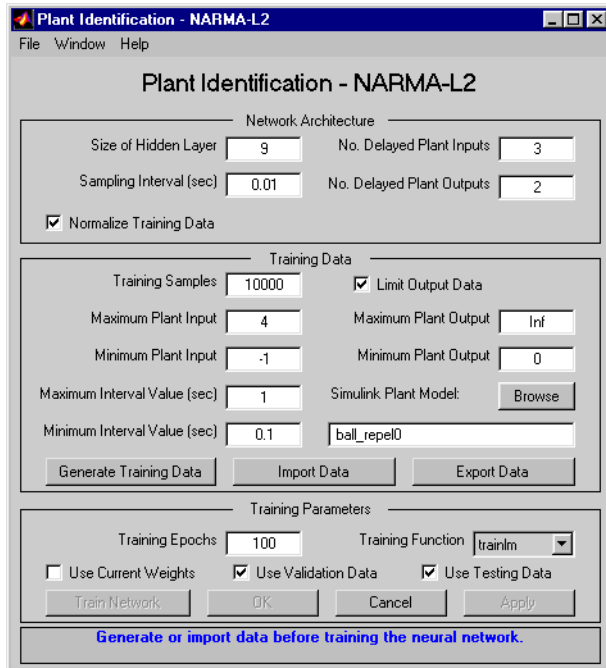 Plant Identification - NARMA-L2
File Window Help
Plant Identification - NARMA-L2
Network Architecture
Size of Hidden Layer 9 No. Delayed Plant Inputs 3
Sampling Interval (sec) 0.01 No. Delayed Plant Outputs 2
Normalize Training Data
Training Data
Training Samples 10000 Limit Output Data
Maximum Plant Input 4 Maximum Plant Output Inf
Minimum Plant Input -1 Minimum Plant Output 0
Maximum Interval Value (sec) 1 Simulink Plant Model: Browse
Minimum Interval Value (sec) 0.1 ball_repel0
Generate Training Data Import Data Export Data
Training Parameters
Training Epochs 100 Training Function trainlm
Use Current Weights Use Validation Data Use Testing Data
Train Network OK Cancel Apply
Generate or import data before training the neural network.